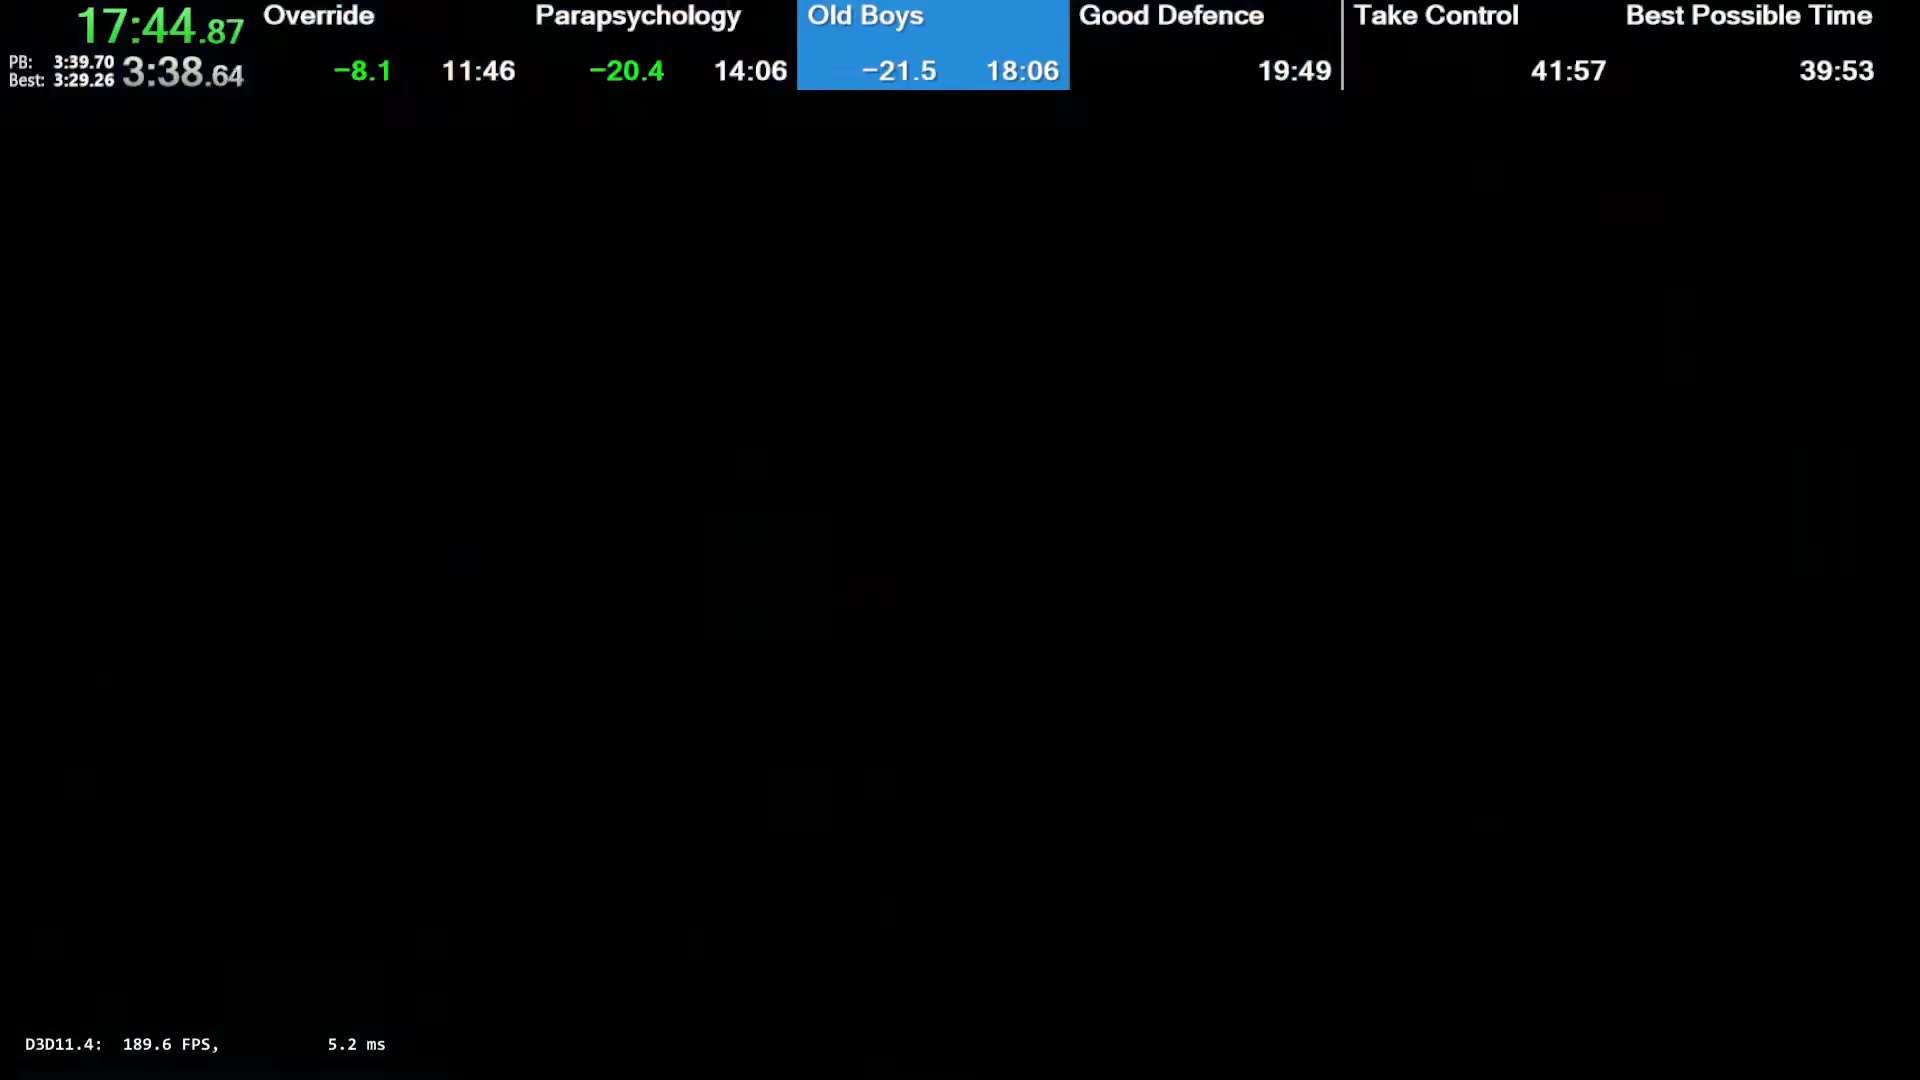 17:44.87
PB: 3:39.70
Best: 3:29.26
3:38.64
Override
−8.1 11:46
Parapsychology
−20.4 14:06
Old Boys
−21.5 18:06
Good Defence
19:49
Take Control
41:57
Best Possible Time
39:53
D3D11.4: 189.6 FPS, 5.2 ms